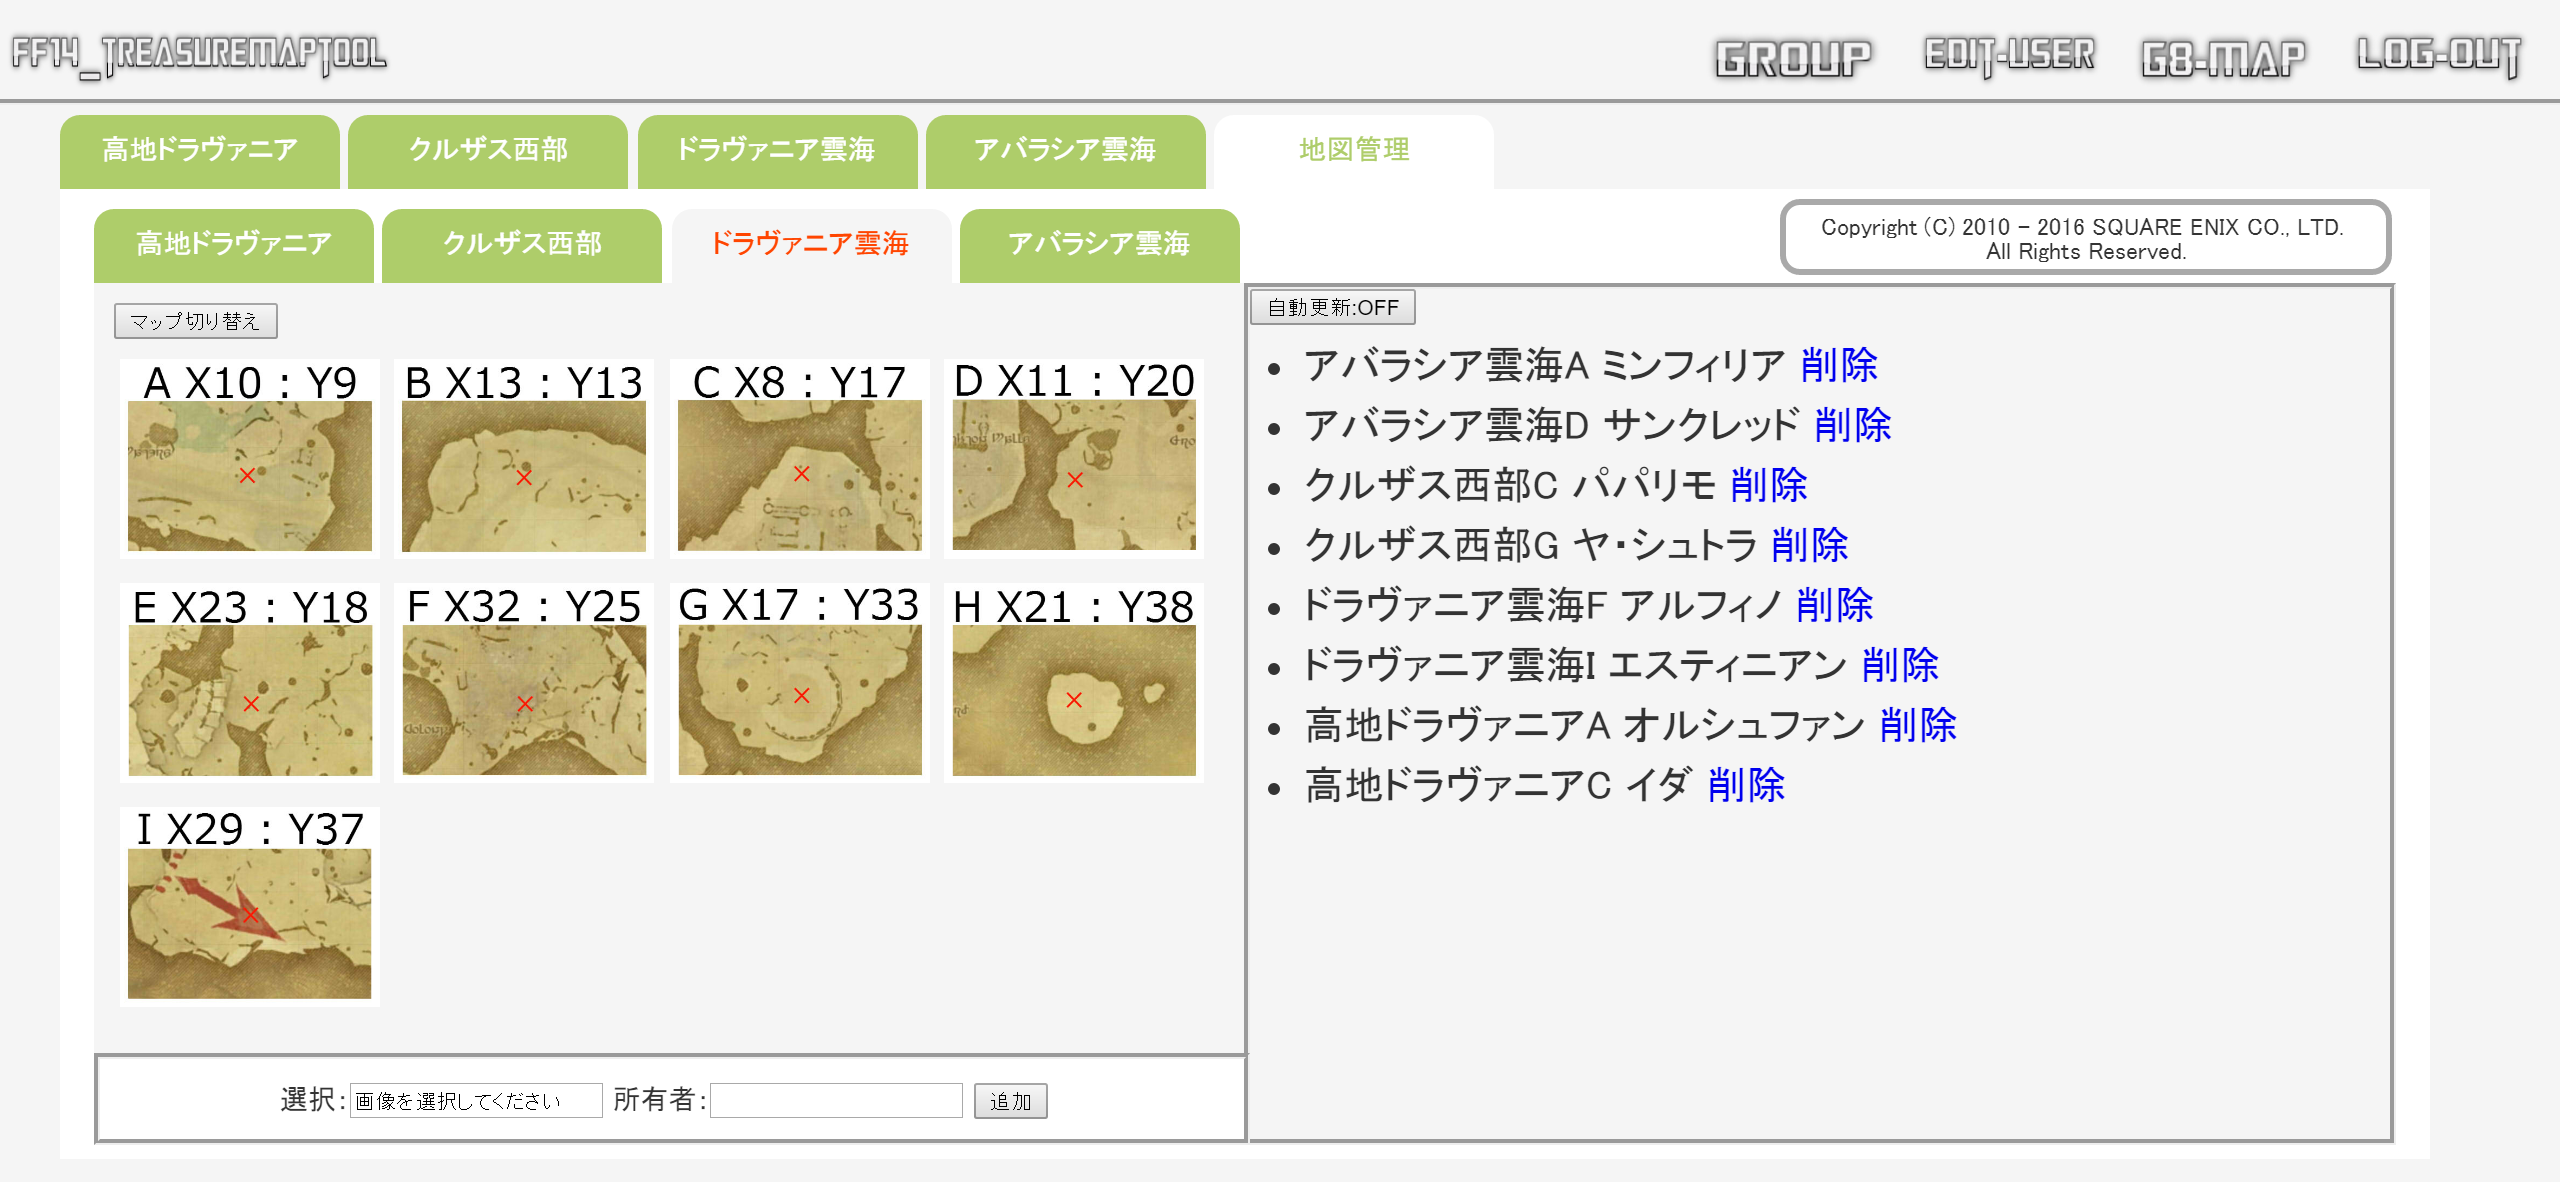 FF14_TREASUREMAPTOOL
GROUP EDIT-USER G8-MAP LOG-OUT
高地ドラヴァニア クルザス西部 ドラヴァニア雲海 アバラシア雲海 地図管理
高地ドラヴァニア クルザス西部 ドラヴァニア雲海 アバラシア雲海
Copyright (C) 2010 - 2016 SQUARE ENIX CO., LTD.
All Rights Reserved.
マップ切り替え
A X10 : Y9
B X13 : Y13
C X8 : Y17
D X11 : Y20
E X23 : Y18
F X32 : Y25
G X17 : Y33
H X21 : Y38
I X29 : Y37
選択: 画像を選択してください 所有者: 追加
自動更新:OFF
• アバラシア雲海A ミンフィリア 削除
• アバラシア雲海D サンクレッド 削除
• クルザス西部C パパリモ 削除
• クルザス西部G ヤ・シュトラ 削除
• ドラヴァニア雲海F アルフィノ 削除
• ドラヴァニア雲海I エスティニアン 削除
• 高地ドラヴァニアA オルシュファン 削除
• 高地ドラヴァニアC イダ 削除